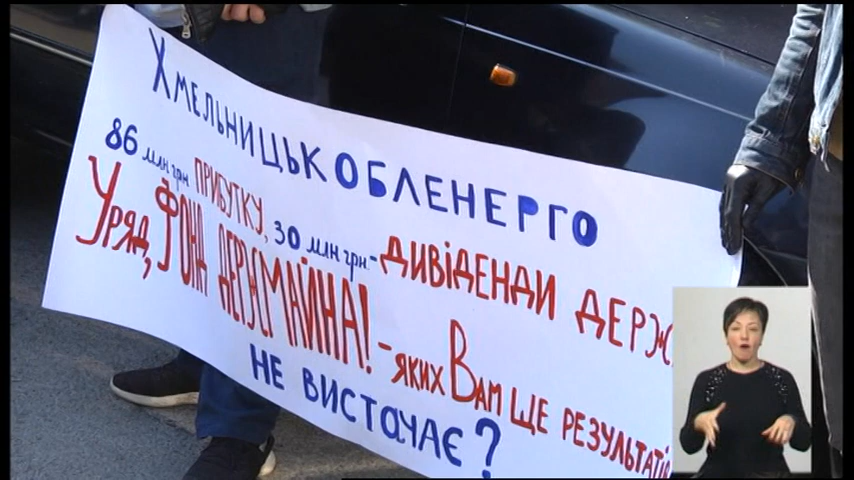 Хмельницькобленерго
86 млн грн прибутку, 30 млн грн.- дивіденди держ
Уряд, Фонд держмайна! - яких Вам ще результатів
не вистачає?